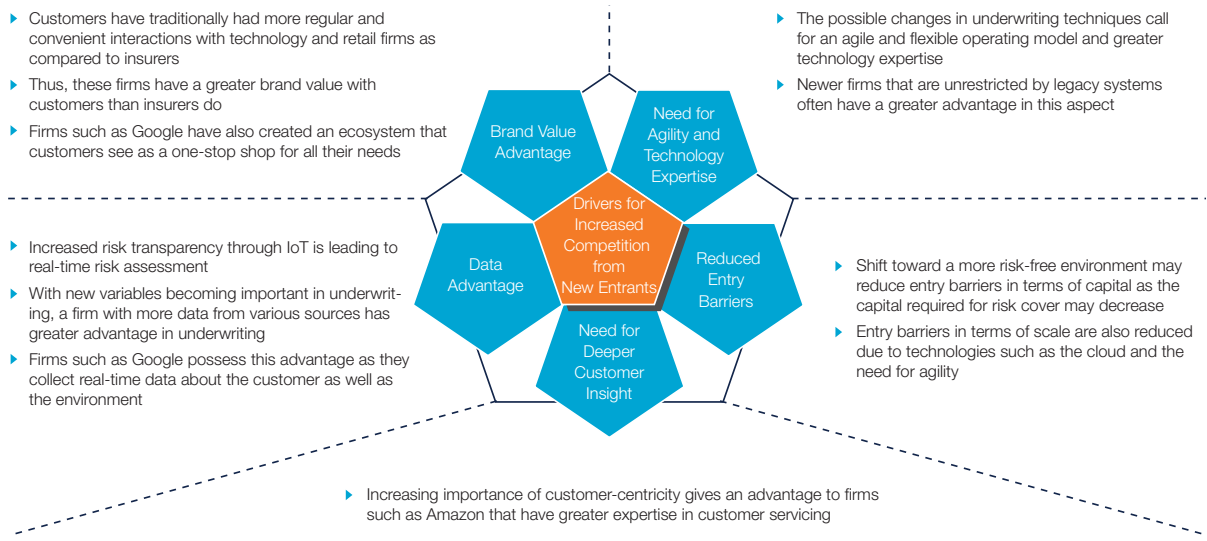 Customers have traditionally had more regular and
convenient interactions with technology and retail firms as
compared to insurers
Thus, these firms have a greater brand value with
customers than insurers do
Firms such as Google have also created an ecosystem that
customers see as a one-stop shop for all their needs
The possible changes in underwriting techniques call
for an agile and flexible operating model and greater
technology expertise
Newer firms that are unrestricted by legacy systems
often have a greater advantage in this aspect
Brand Value
Advantage
Need for
Agility and
Technology
Expertise
Drivers for
Increased
Competition
from
New Entrants
Data
Advantage
Reduced
Entry
Barriers
Need for
Deeper
Customer
Insight
Increased risk transparency through IoT is leading to
real-time risk assessment
With new variables becoming important in underwrit-
ing, a firm with more data from various sources has
greater advantage in underwriting
Firms such as Google possess this advantage as they
collect real-time data about the customer as well as
the environment
Shift toward a more risk-free environment may
reduce entry barriers in terms of capital as the
capital required for risk cover may decrease
Entry barriers in terms of scale are also reduced
due to technologies such as the cloud and the
need for agility
Increasing importance of customer-centricity gives an advantage to firms
such as Amazon that have greater expertise in customer servicing